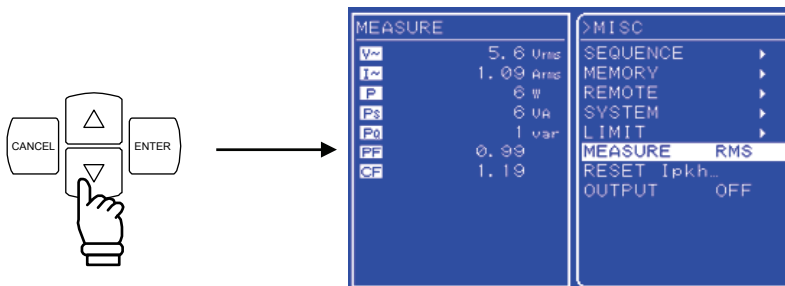 CANCEL
ENTER
MEASURE
V~ 5.6 Vrms
I~ 1.09 Arms
P 6 W
Ps 6 VA
PQ 1 var
PF 0.99
CF 1.19
>MISC
SEQUENCE
MEMORY
REMOTE
SYSTEM
LIMIT
MEASURE RMS
RESET Ipkh…
OUTPUT OFF